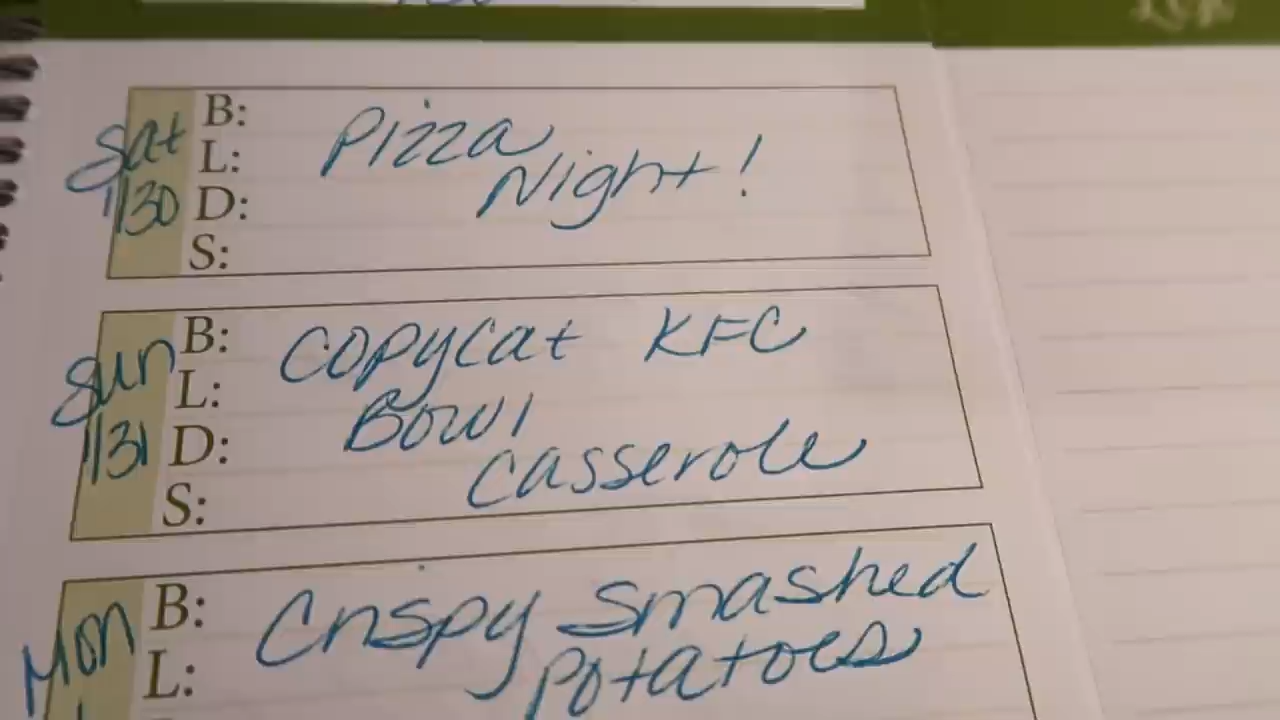 Sat
1/30
B:
L:
D:
S:
Pizza
Night!
Sun
1/31
B:
L:
D:
S:
Copycat KFC
Bowl
Casserole
Mon
B:
L:
Crispy Smashed
Potatoes